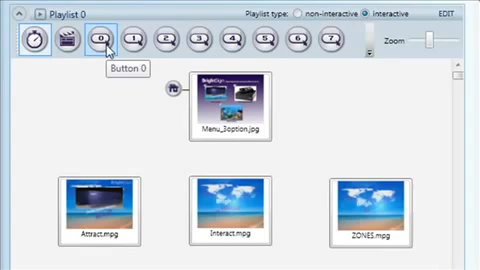 Playlist 0 Playlist type: non-interactive interactive EDIT
0 1 2 3 4 5 6 7 Zoom
Button 0
BrightSign
Menu_3option.jpg
Attract.mpg Interact.mpg ZONES.mpg